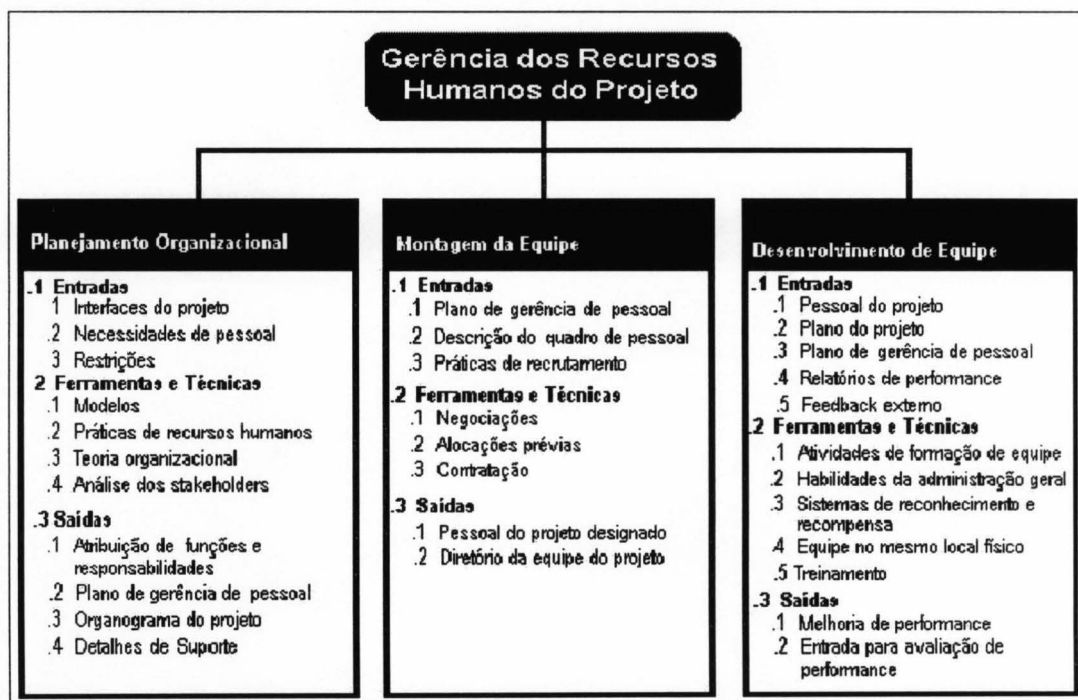 Gerência dos Recursos
Humanos do Projeto
Planejamento Organizacional
.1 Entradas
1 Interfaces do projeto
.2 Necessidades de pessoal
3 Restrições
2 Ferramentas e Técnicas
.1 Modelos
.2 Práticas de recursos humanos
.3 Teoria organizacional
.4 Análise dos stakeholders
.3 Saídas
.1 Atribuição de funções e
responsabilidades
.2 Plano de gerência de pessoal
.3 Organograma do projeto
.4 Detalhes de Suporte
Montagem da Equipe
.1 Entradas
.1 Plano de gerência de pessoal
.2 Descrição do quadro de pessoal
.3 Práticas de recrutamento
.2 Ferramentas e Técnicas
.1 Negociações
.2 Alocações prévias
.3 Contratação
.3 Saídas
.1 Pessoal do projeto designado
.2 Diretório da equipe do projeto
Desenvolvimento de Equipe
.1 Entradas
.1 Pessoal do projeto
.2 Plano do projeto
.3 Plano de gerência de pessoal
.4 Relatórios de performance
.5 Feedback externo
.2 Ferramentas e Técnicas
.1 Atividades de formação de equipe
.2 Habilidades da administração geral
.3 Sistemas de reconhecimento e
recompensa
.4 Equipe no mesmo local físico
.5 Treinamento
.3 Saídas
.1 Melhoria de performance
.2 Entrada para avaliação de
performance